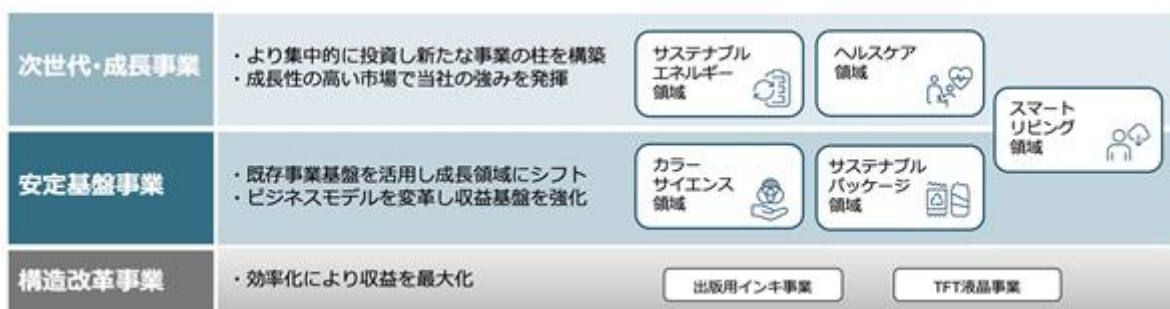 次世代・成長事業
・より集中的に投資し新たな事業の柱を構築
・成長性の高い市場で当社の強みを発揮
サステナブル
エネルギー
領域
ヘルスケア
領域
スマート
リビング
領域
安定基盤事業
・既存事業基盤を活用し成長領域にシフト
・ビジネスモデルを変革し収益基盤を強化
カラー
サイエンス
領域
サステナブル
パッケージ
領域
構造改革事業
・効率化により収益を最大化
出版用インキ事業
TFT液晶事業